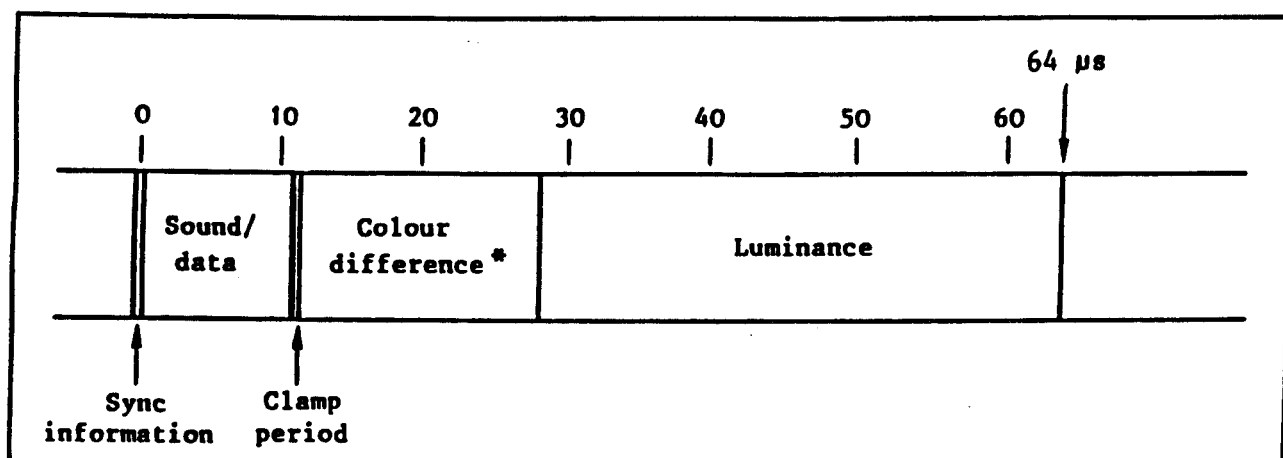 64 µs
0 10 20 30 40 50 60
Sound/
data
Colour
difference*
Luminance
Sync
information
Clamp
period